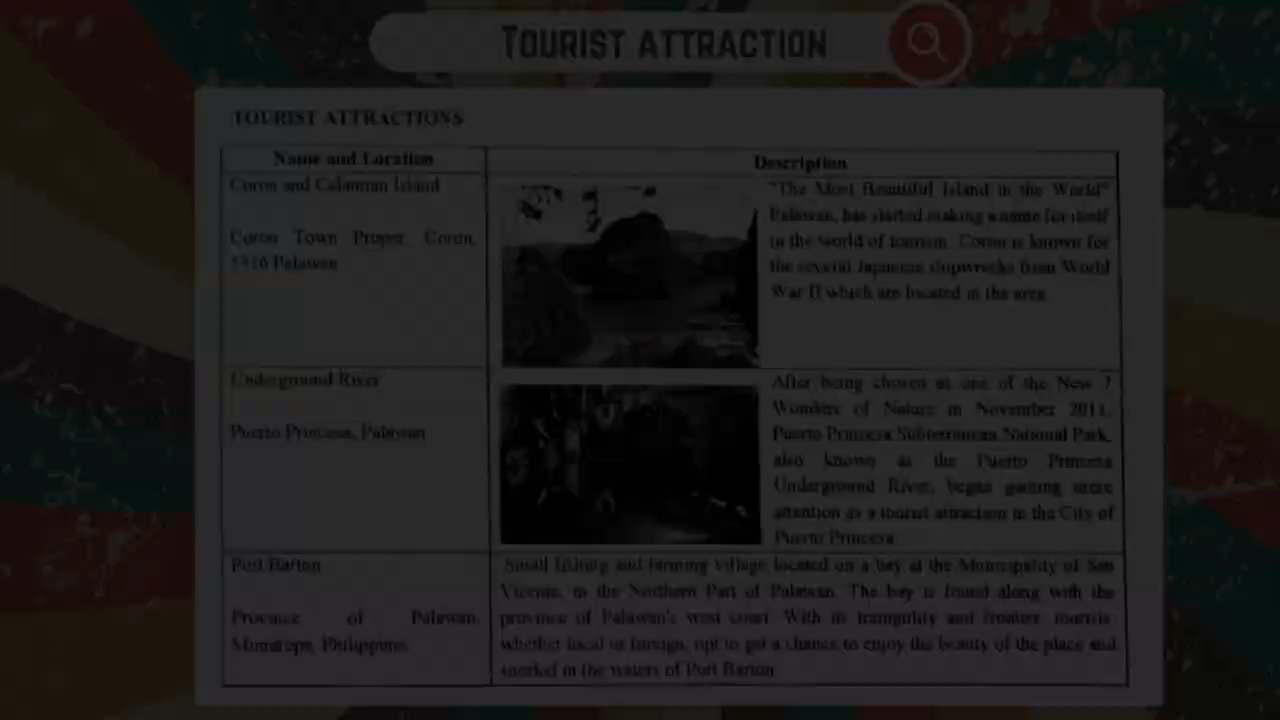 TOURIST ATTRACTION
TOURIST ATTRACTIONS
Name and Location
Description
Coron and Calamian Island
Coron Town Proper, Coron,
5316 Palawan
"The Most Beautiful Island in the World"
Palawan, has started making a name for itself
in the world of tourism. Coron is known for
the several Japanese shipwrecks from World
War II which are located in the area.
Underground River
Puerto Princesa, Palawan
After being chosen as one of the New 7
Wonders of Nature in November 2011,
Puerto Princesa Subterranean National Park,
also known as the Puerto Princesa
Underground River, began gaining more
attention as a tourist attraction in the City of
Puerto Princesa
Port Barton
Province of Palawan,
Mimaropa, Philippines
Small fishing and farming village located on a bay at the Municipality of San
Vicente, in the Northern Part of Palawan. The bay is found along with the
province of Palawan's west coast. With its tranquility and frontier, tourists,
whether local or foreign, opt to get a chance to enjoy the beauty of the place and
snorkel in the waters of Port Barton